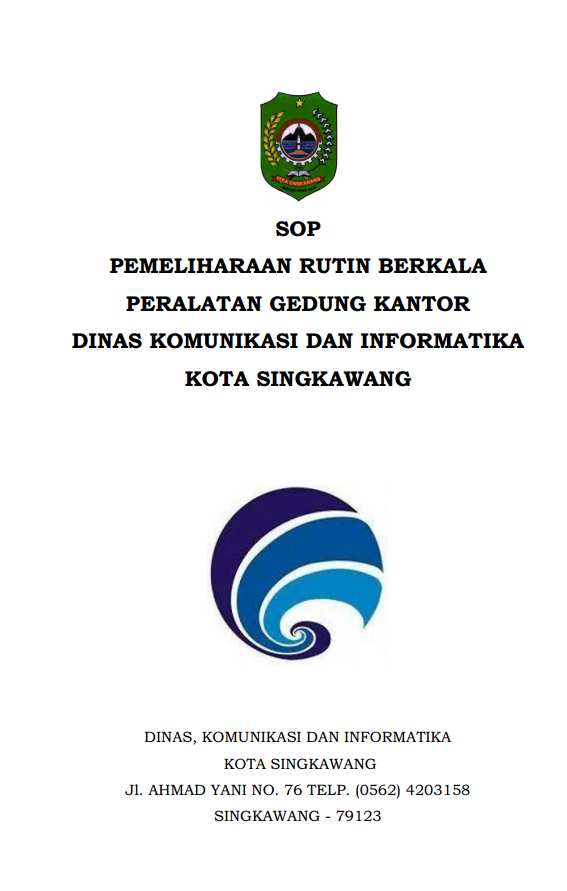 SOP
PEMELIHARAAN RUTIN BERKALA
PERALATAN GEDUNG KANTOR
DINAS KOMUNIKASI DAN INFORMATIKA
KOTA SINGKAWANG
DINAS, KOMUNIKASI DAN INFORMATIKA
KOTA SINGKAWANG
Jl. AHMAD YANI NO. 76 TELP. (0562) 4203158
SINGKAWANG - 79123